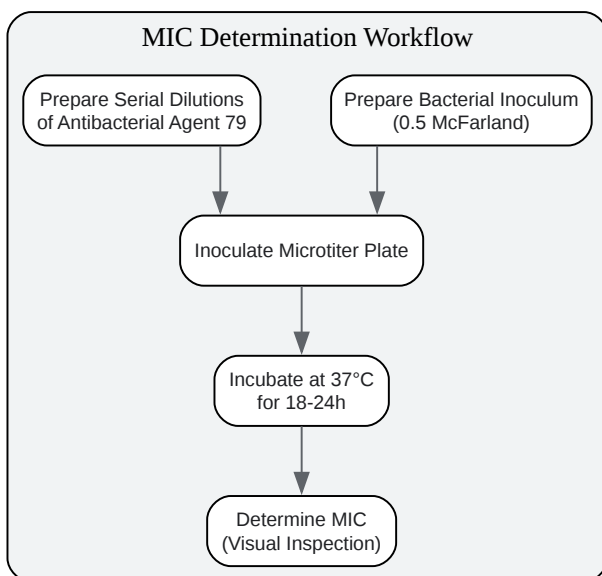 MIC Determination Workflow
Prepare Serial Dilutions
of Antibacterial Agent 79
Prepare Bacterial Inoculum
(0.5 McFarland)
Inoculate Microtiter Plate
Incubate at 37°C
for 18-24h
Determine MIC
(Visual Inspection)